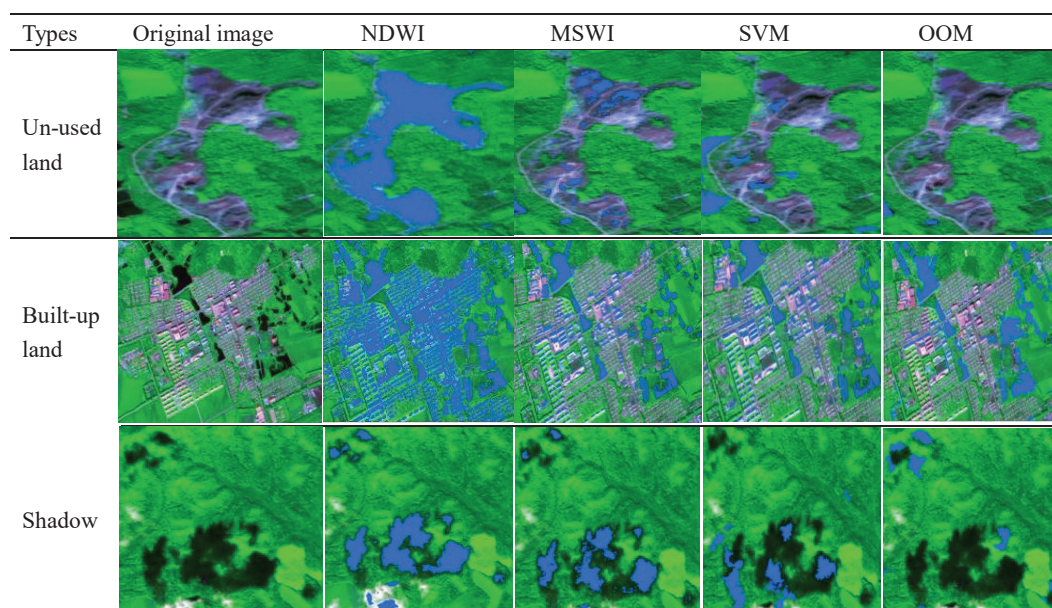 Types Original image NDWI MSWI SVM OOM
Un-used
land
Built-up
land
Shadow